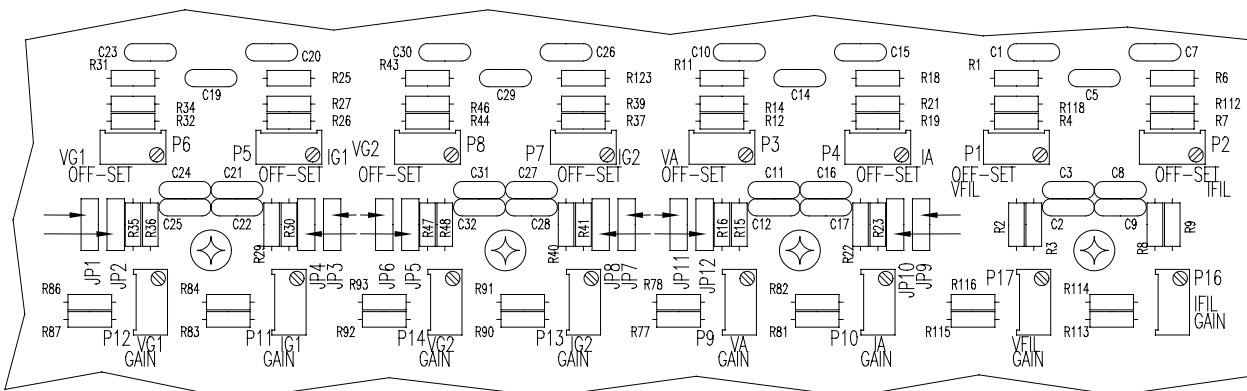 C23 C20 C30 C26 C10 C15 C1 C7
R31 R25 R43 R123 R11 R18 R1 R6
C19 C29 C14 C5
R34 R27 R46 R39 R14 R21 R118 R112
R32 R26 R44 R37 R12 R19 R4 R7
P6 P5 P8 P7 P3 P4 P1 P2
VG1 IG1 VG2 IG2 VA IA
OFF-SET OFF-SET OFF-SET OFF-SET OFF-SET OFF-SET OFF-SET OFF-SET
VFIL IFIL
C24 C21 C31 C27 C11 C16 C3 C8
C25 C22 C32 C28 C12 C17 C2 C9
R35 R36 R29 R30 R47 R48 R40 R41 R16 R15 R22 R23 R2 R3 R8 R9
JP1 JP2 JP4 JP3 JP6 JP5 JP8 JP7 JP11 JP12 JP10 JP9
R86 R84 R93 R91 R78 R82 R116 P17 R114 P16
R87 R83 R92 R90 R77 R81 R115 R113
IFIL
GAIN
P12 P11 P14 P13 P9 P10
VG1 IG1 VG2 IG2 VA IA VFIL
GAIN GAIN GAIN GAIN GAIN GAIN GAIN